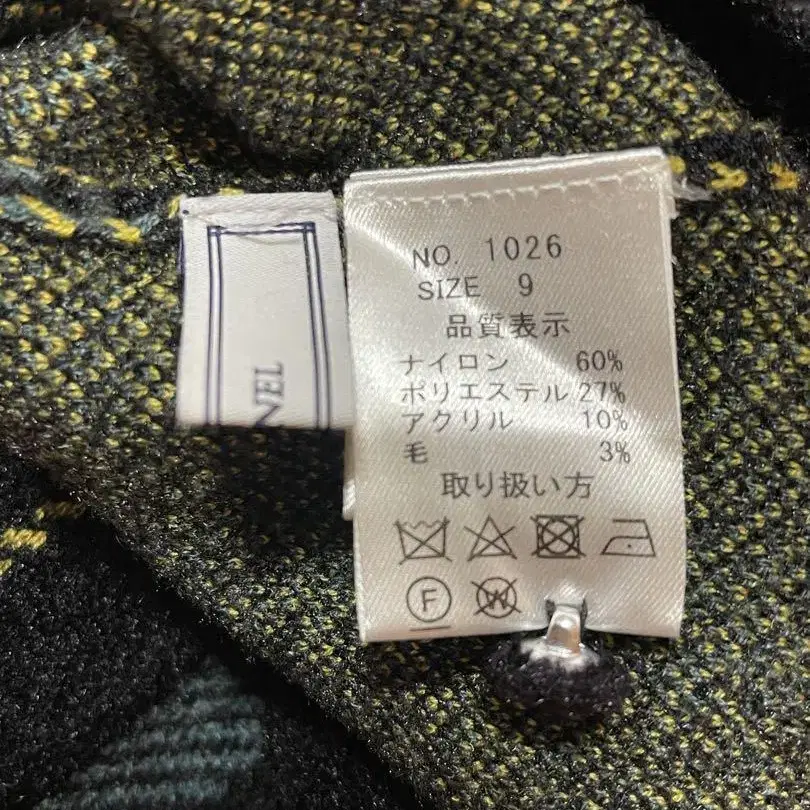 NO. 1026
SIZE 9
品質表示
ナイロン 60%
ポリエステル 27%
アクリル 10%
毛 3%
取り扱い方
F
W
NEL